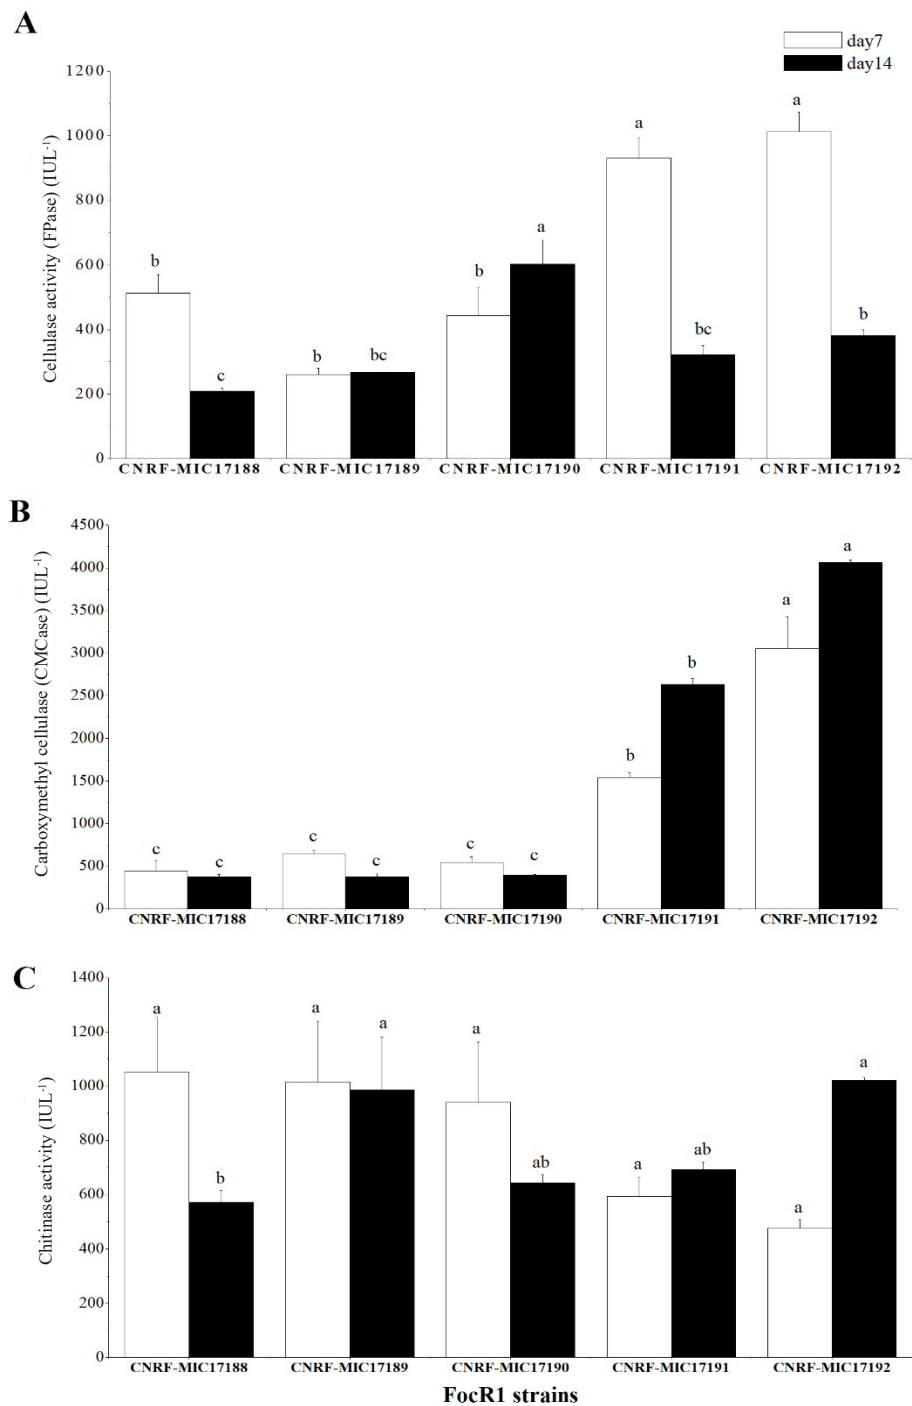 A
day7
day14
Cellulase activity (FPase) (IUL⁻¹)
1200
1000
800
600
400
200
0
b
c
b
bc
b
a
a
bc
a
b
CNRF-MIC17188 CNRF-MIC17189 CNRF-MIC17190 CNRF-MIC17191 CNRF-MIC17192
B
Carboxymethyl cellulase (CMCase) (IUL⁻¹)
4500
4000
3500
3000
2500
2000
1500
1000
500
0
c
c
c
c
c
c
b
b
a
a
CNRF-MIC17188 CNRF-MIC17189 CNRF-MIC17190 CNRF-MIC17191 CNRF-MIC17192
C
Chitinase activity (IUL⁻¹)
1400
1200
1000
800
600
400
200
0
a
b
a
a
a
ab
a
ab
a
a
CNRF-MIC17188 CNRF-MIC17189 CNRF-MIC17190 CNRF-MIC17191 CNRF-MIC17192
FocR1 strains